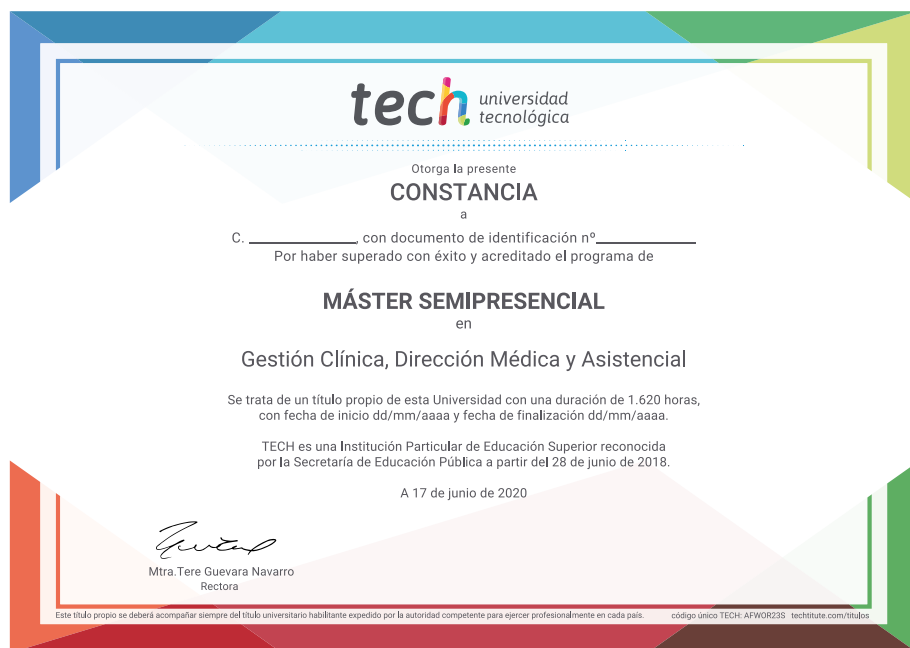 tech universidad
tecnológica
Otorga la presente
CONSTANCIA
a
C. ____________, con documento de identificación nº____________
Por haber superado con éxito y acreditado el programa de
MÁSTER SEMIPRESENCIAL
en
Gestión Clínica, Dirección Médica y Asistencial
Se trata de un título propio de esta Universidad con una duración de 1.620 horas,
con fecha de inicio dd/mm/aaaa y fecha de finalización dd/mm/aaaa.
TECH es una Institución Particular de Educación Superior reconocida
por la Secretaría de Educación Pública a partir del 28 de junio de 2018.
A 17 de junio de 2020
Mtra.Tere Guevara Navarro
Rectora
Este título propio se deberá acompañar siempre del título universitario habilitante expedido por la autoridad competente para ejercer profesionalmente en cada país. código único TECH: AFWOR23S techtitute.com/titulos